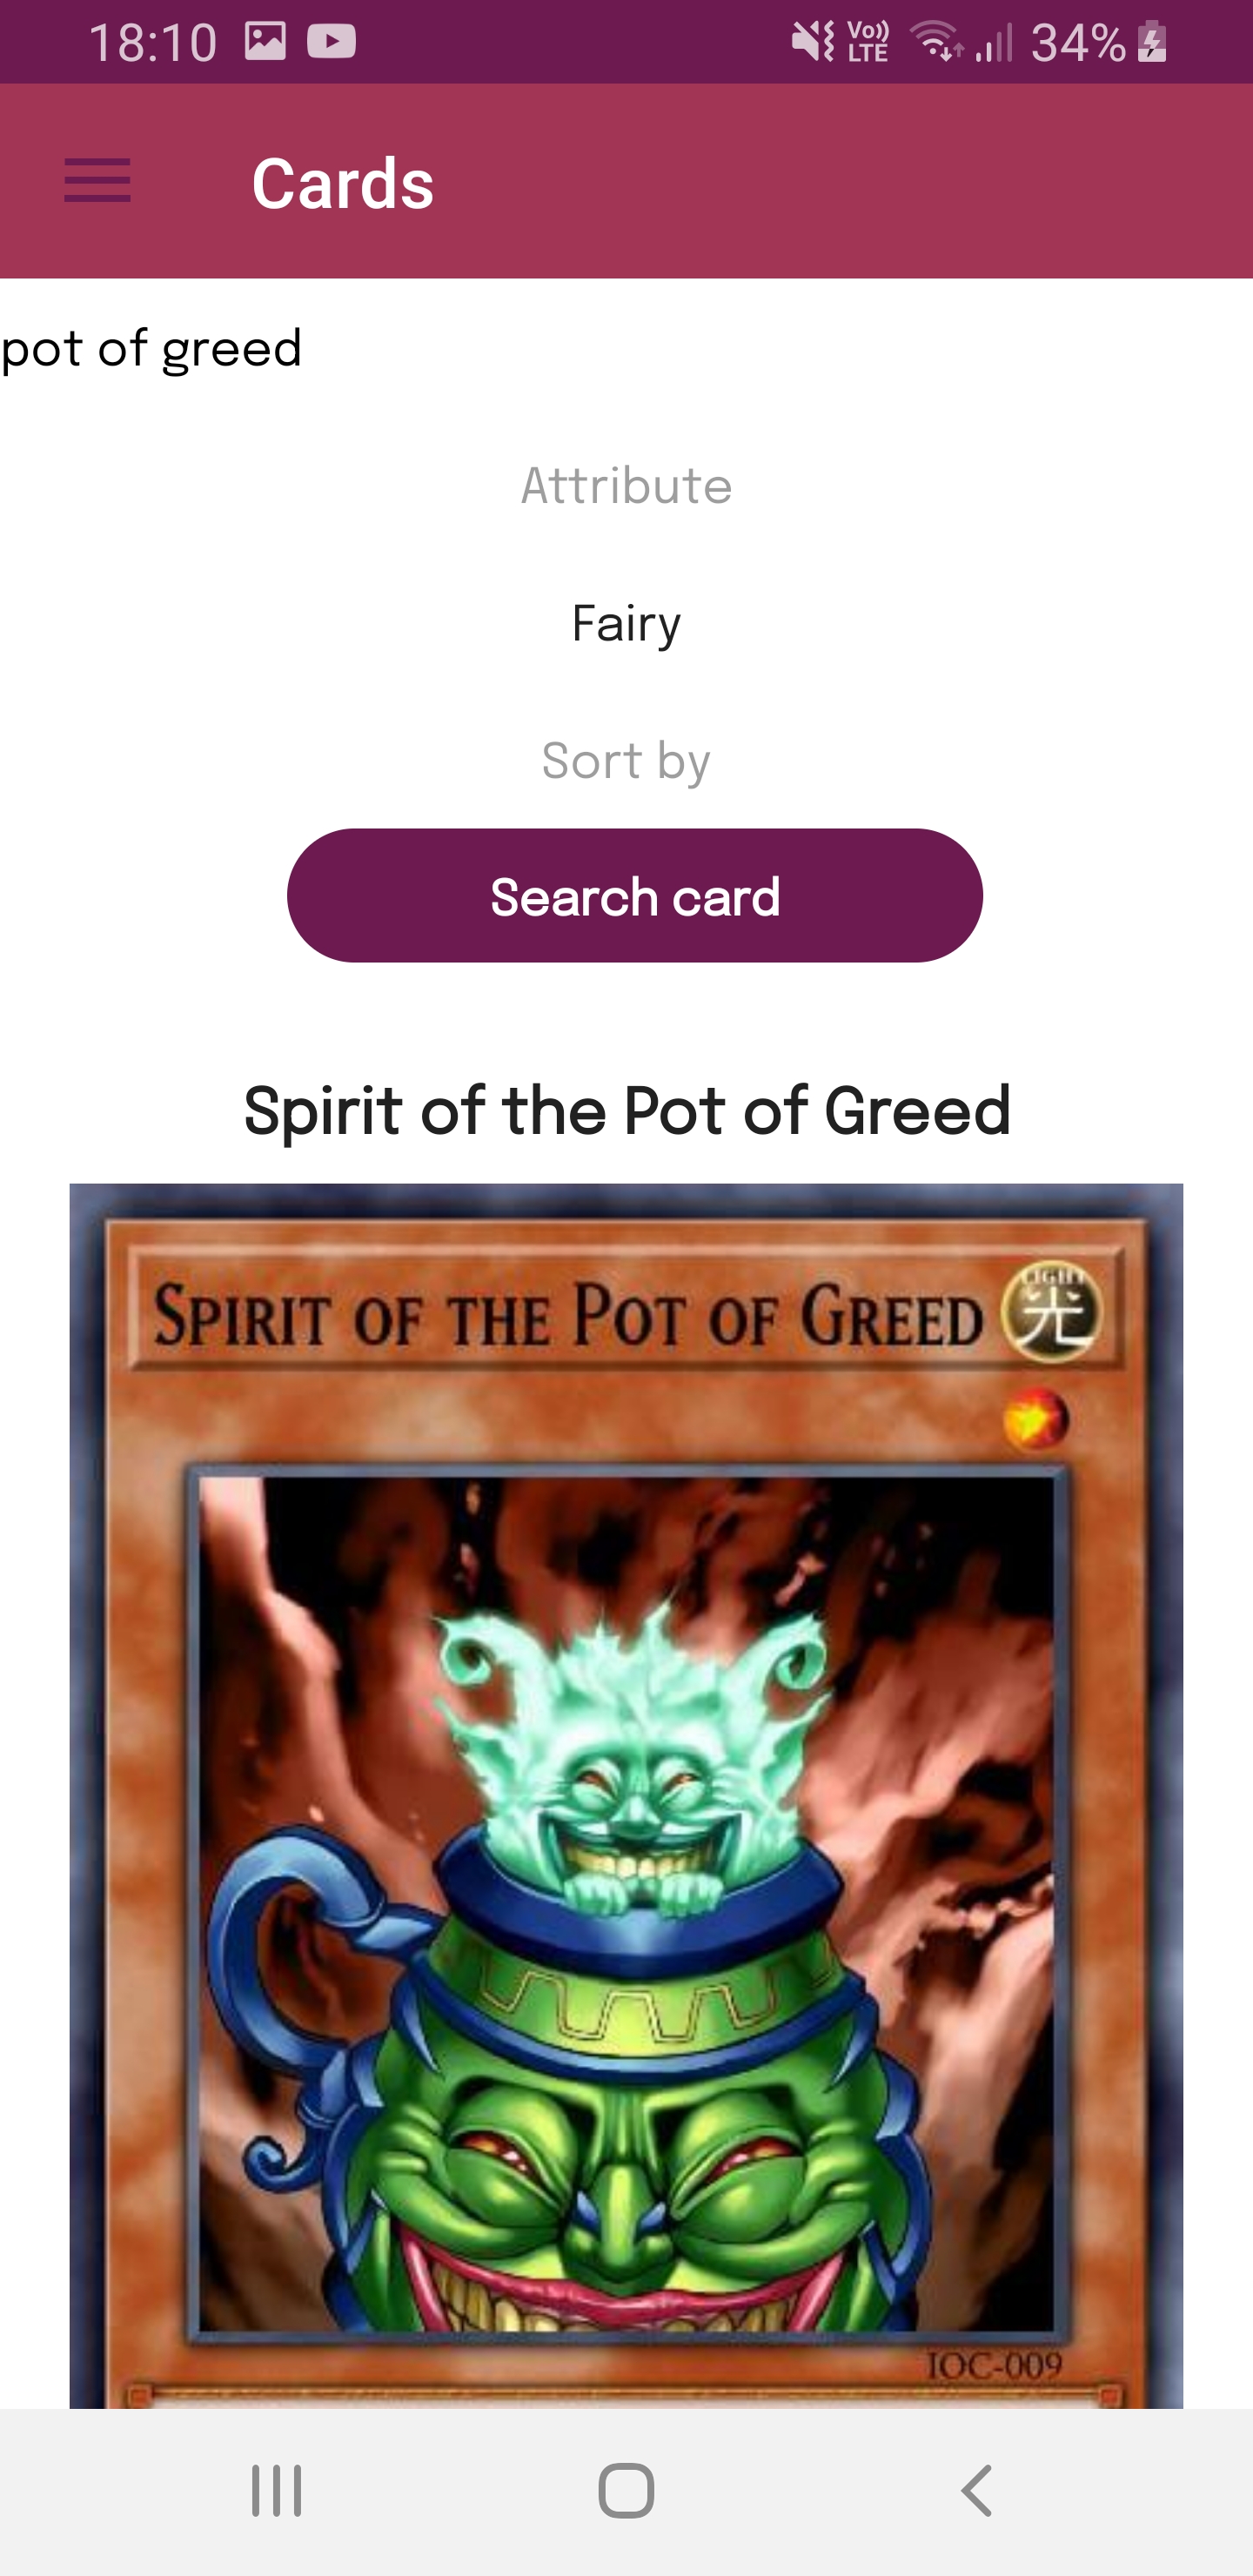 18:10 Vo)) LTE 34%
Cards
pot of greed
Attribute
Fairy
Sort by
Search card
Spirit of the Pot of Greed
SPIRIT OF THE POT OF GREED
LIGHT
光
IOC-009